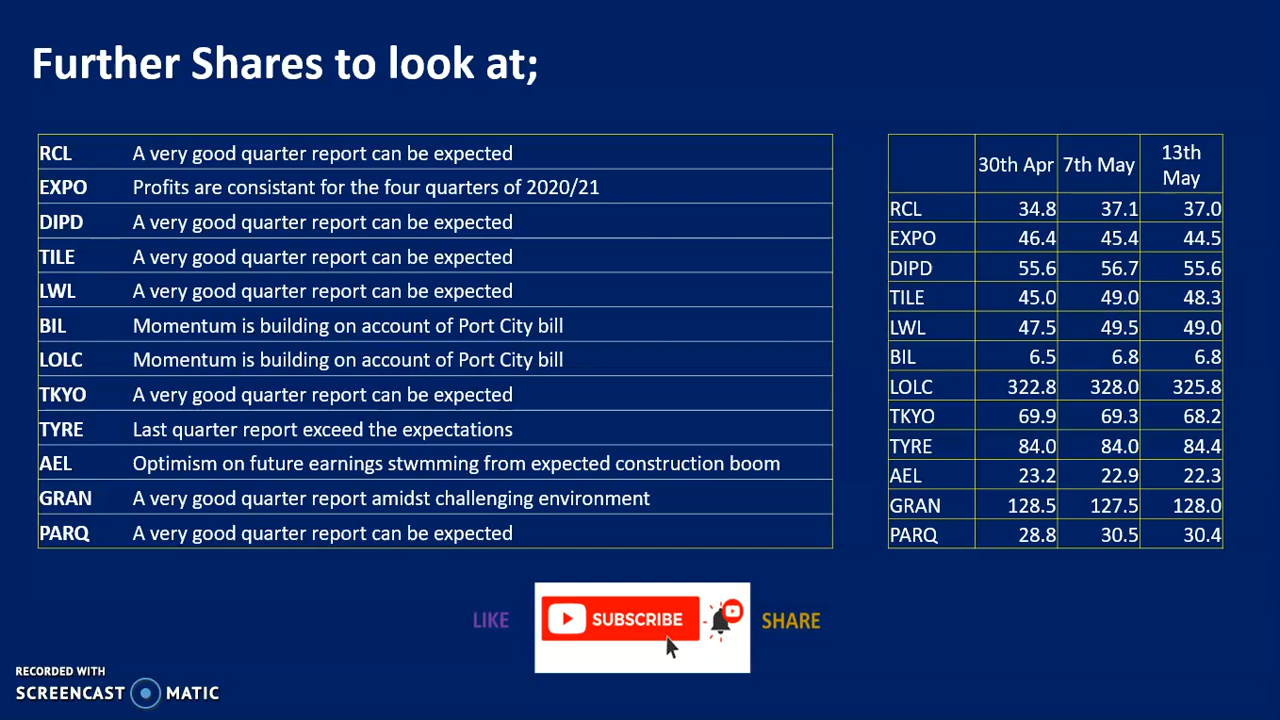 Further Shares to look at;
RCL A very good quarter report can be expected
EXPO Profits are consistant for the four quarters of 2020/21
DIPD A very good quarter report can be expected
TILE A very good quarter report can be expected
LWL A very good quarter report can be expected
BIL Momentum is building on account of Port City bill
LOLC Momentum is building on account of Port City bill
TKYO A very good quarter report can be expected
TYRE Last quarter report exceed the expectations
AEL Optimism on future earnings stwmming from expected construction boom
GRAN A very good quarter report amidst challenging environment
PARQ A very good quarter report can be expected
30th Apr 7th May 13th May
RCL 34.8 37.1 37.0
EXPO 46.4 45.4 44.5
DIPD 55.6 56.7 55.6
TILE 45.0 49.0 48.3
LWL 47.5 49.5 49.0
BIL 6.5 6.8 6.8
LOLC 322.8 328.0 325.8
TKYO 69.9 69.3 68.2
TYRE 84.0 84.0 84.4
AEL 23.2 22.9 22.3
GRAN 128.5 127.5 128.0
PARQ 28.8 30.5 30.4
LIKE SUBSCRIBE SHARE
RECORDED WITH
SCREENCAST MATIC